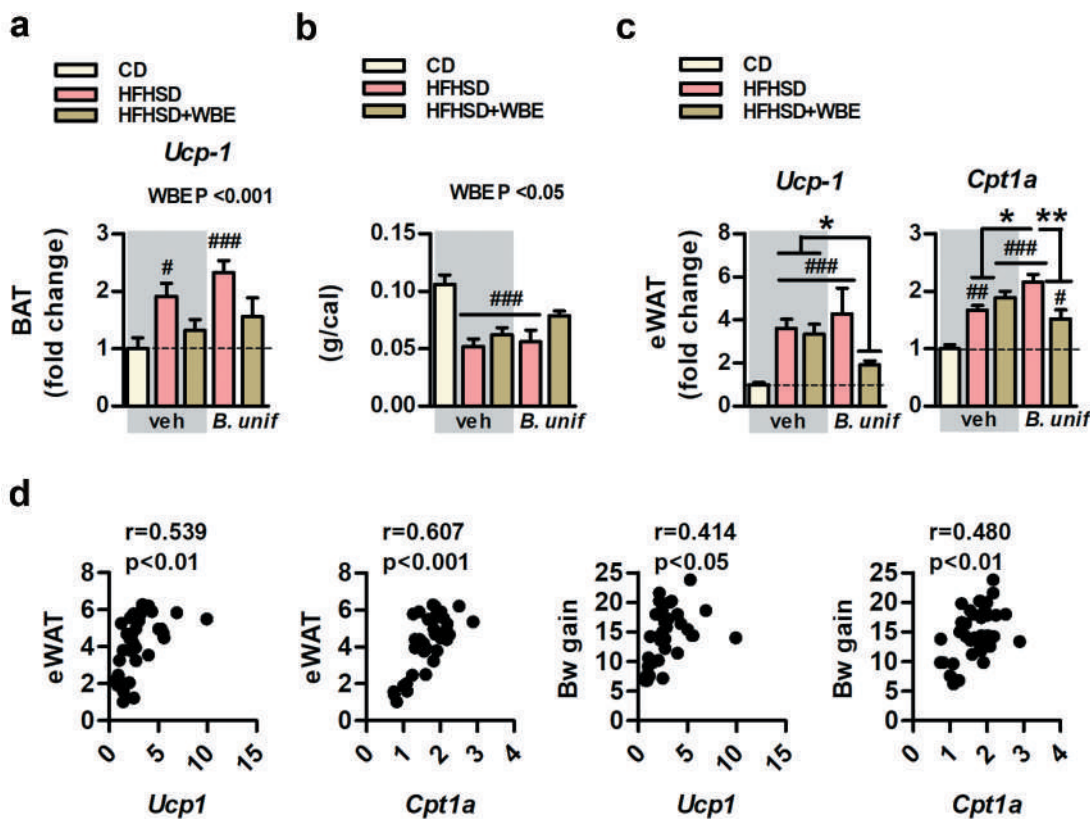 a
CD
HFHSD
HFHSD+WBE
Ucp-1
WBE P <0.001
BAT
(fold change)
3
2
1
0
#
###
veh
B. unif
b
CD
HFHSD
HFHSD+WBE
WBE P <0.05
(g/cal)
0.15
0.10
0.05
0.00
###
veh
B. unif
c
CD
HFHSD
HFHSD+WBE
Ucp-1
eWAT
(fold change)
8
6
4
2
0
*
###
veh
B. unif
Cpt1a
3
2
1
0
*
**
###
##
#
veh
B. unif
d
r=0.539
p<0.01
eWAT
8
6
4
2
0
0
5
10
15
Ucp1
r=0.607
p<0.001
eWAT
8
6
4
2
0
0
1
2
3
4
Cpt1a
r=0.414
p<0.05
Bw gain
25
20
15
10
5
0
0
5
10
15
Ucp1
r=0.480
p<0.01
Bw gain
25
20
15
10
5
0
0
1
2
3
4
Cpt1a